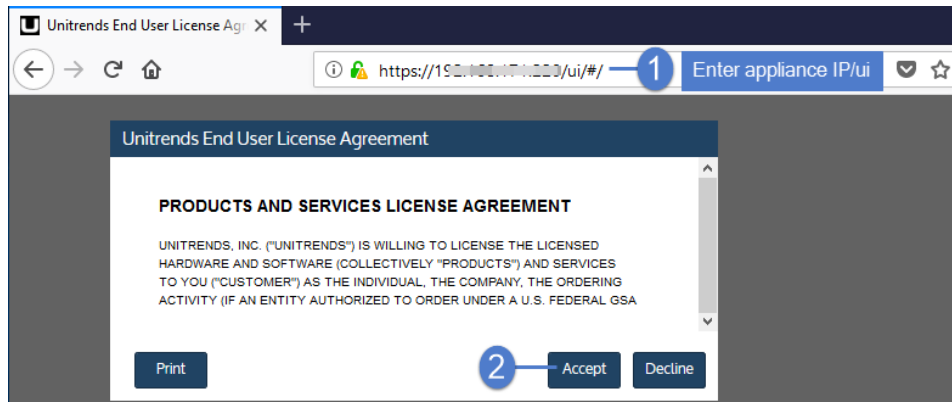 Unitrends End User License Agr
/ui/#/
1 Enter appliance IP/ui
Unitrends End User License Agreement
PRODUCTS AND SERVICES LICENSE AGREEMENT
UNITRENDS, INC. ("UNITRENDS") IS WILLING TO LICENSE THE LICENSED
HARDWARE AND SOFTWARE (COLLECTIVELY "PRODUCTS") AND SERVICES
TO YOU ("CUSTOMER") AS THE INDIVIDUAL, THE COMPANY, THE ORDERING
ACTIVITY (IF AN ENTITY AUTHORIZED TO ORDER UNDER A U.S. FEDERAL GSA
Print
2
Accept
Decline